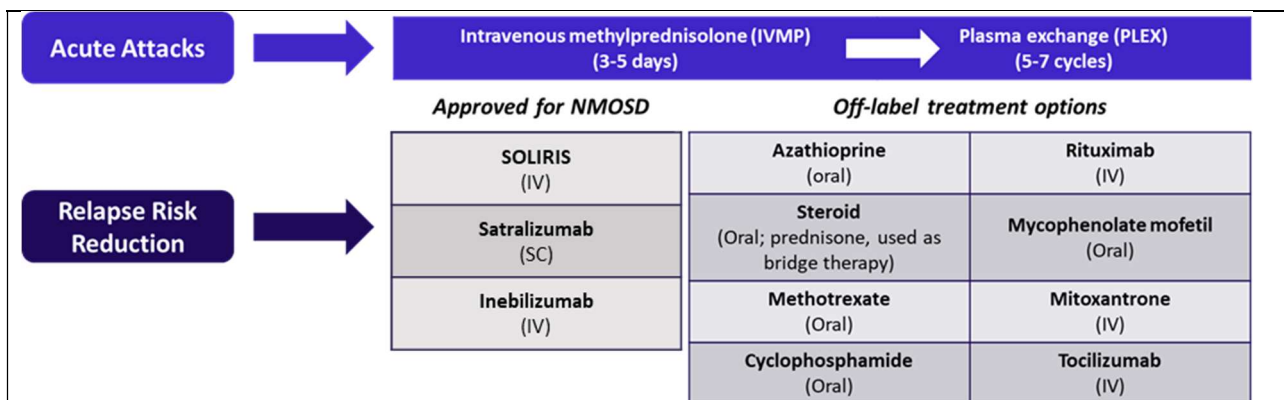 Acute Attacks
Intravenous methylprednisolone (IVMP)
(3-5 days)
Plasma exchange (PLEX)
(5-7 cycles)
Approved for NMOSD
Off-label treatment options
Relapse Risk
Reduction
SOLIRIS
(IV)
Satralizumab
(SC)
Inebilizumab
(IV)
Azathioprine
(oral)
Rituximab
(IV)
Steroid
(Oral; prednisone, used as
bridge therapy)
Mycophenolate mofetil
(Oral)
Methotrexate
(Oral)
Mitoxantrone
(IV)
Cyclophosphamide
(Oral)
Tocilizumab
(IV)